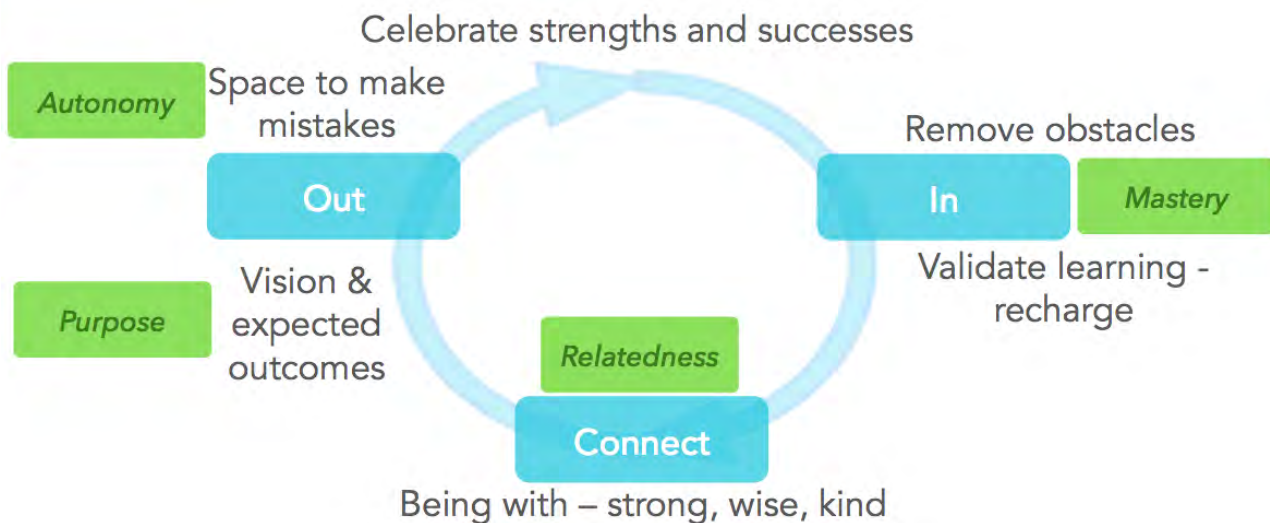 Celebrate strengths and successes
Autonomy
Space to make
mistakes
Out
Remove obstacles
In
Mastery
Validate learning -
recharge
Purpose
Vision &
expected
outcomes
Relatedness
Connect
Being with – strong, wise, kind